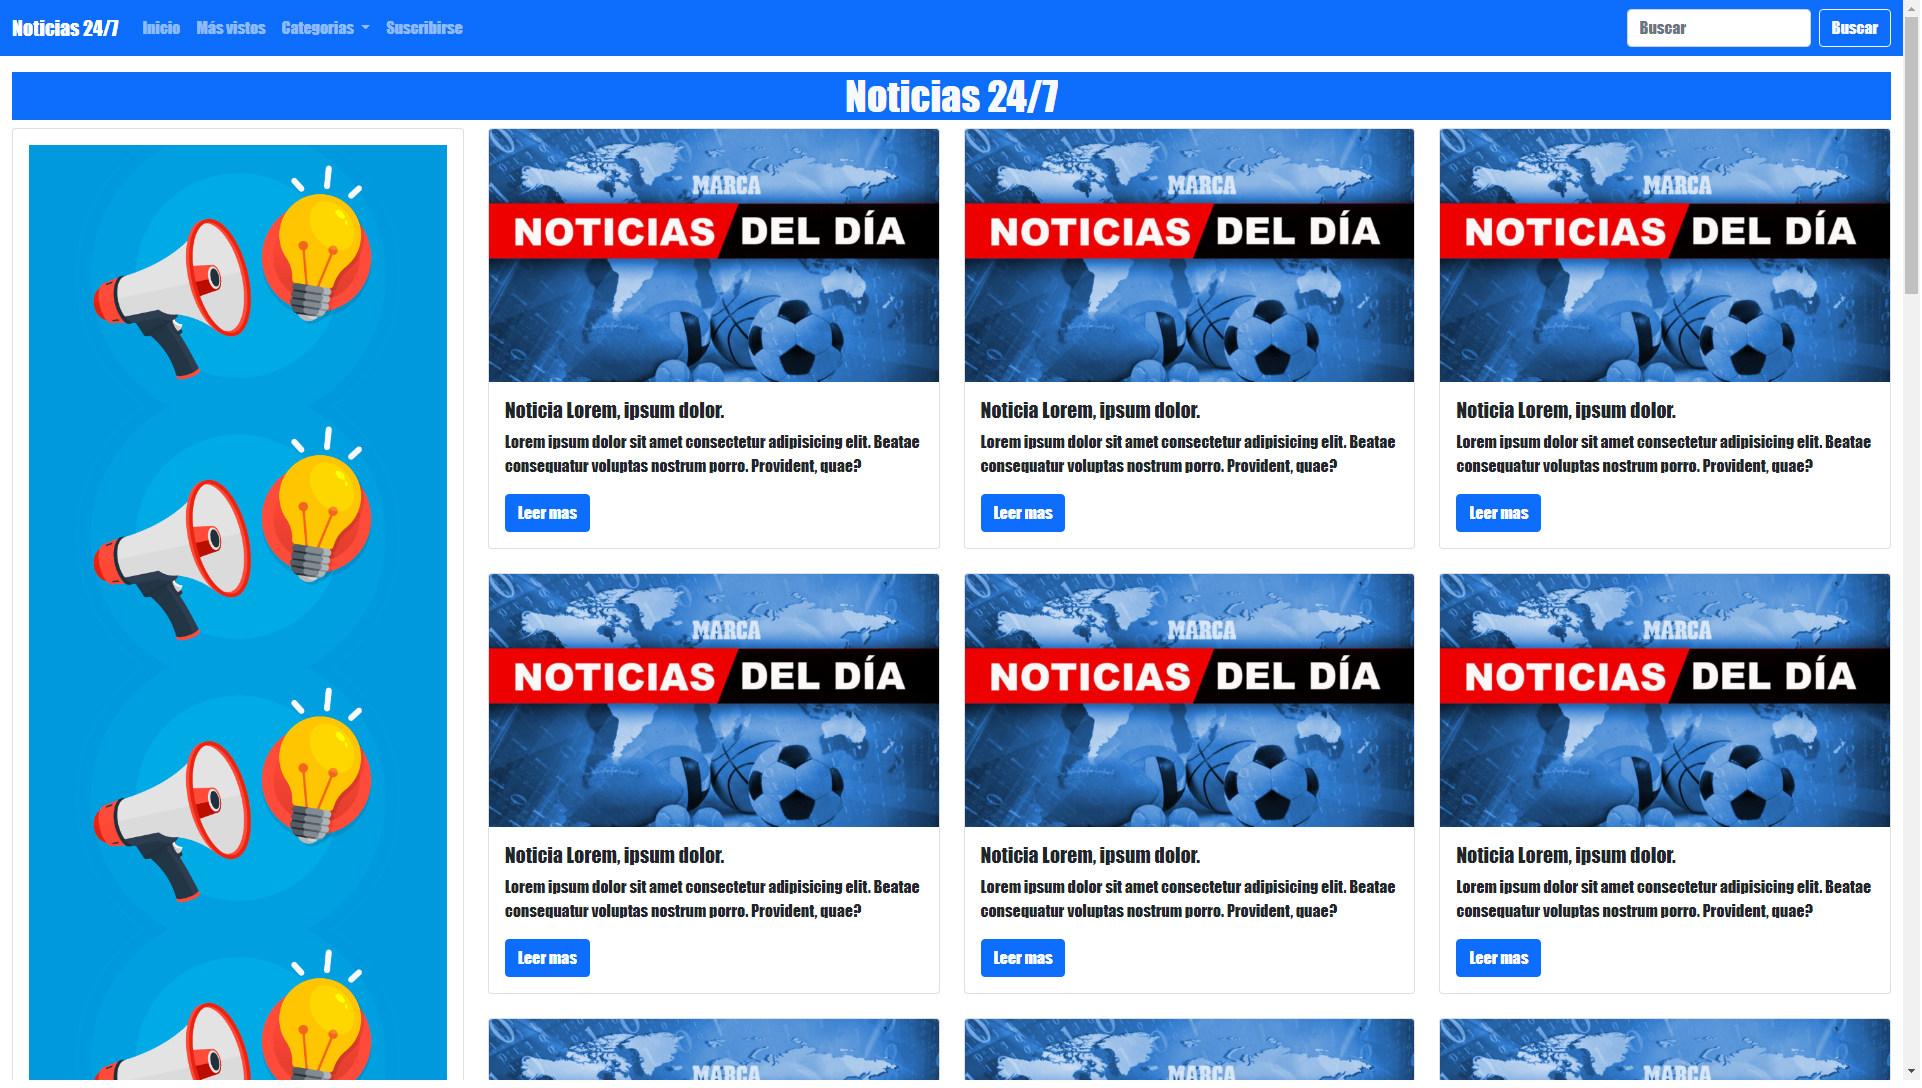 Noticias 24/7 Inicio Más vistos Categorias Suscribirse Buscar Buscar
Noticias 24/7
MARCA
NOTICIAS DEL DÍA
MARCA
NOTICIAS DEL DÍA
MARCA
NOTICIAS DEL DÍA
Noticia Lorem, ipsum dolor.
Lorem ipsum dolor sit amet consectetur adipisicing elit. Beatae
consequatur voluptas nostrum porro. Provident, quae?
Leer mas
Noticia Lorem, ipsum dolor.
Lorem ipsum dolor sit amet consectetur adipisicing elit. Beatae
consequatur voluptas nostrum porro. Provident, quae?
Leer mas
Noticia Lorem, ipsum dolor.
Lorem ipsum dolor sit amet consectetur adipisicing elit. Beatae
consequatur voluptas nostrum porro. Provident, quae?
Leer mas
MARCA
NOTICIAS DEL DÍA
MARCA
NOTICIAS DEL DÍA
MARCA
NOTICIAS DEL DÍA
Noticia Lorem, ipsum dolor.
Lorem ipsum dolor sit amet consectetur adipisicing elit. Beatae
consequatur voluptas nostrum porro. Provident, quae?
Leer mas
Noticia Lorem, ipsum dolor.
Lorem ipsum dolor sit amet consectetur adipisicing elit. Beatae
consequatur voluptas nostrum porro. Provident, quae?
Leer mas
Noticia Lorem, ipsum dolor.
Lorem ipsum dolor sit amet consectetur adipisicing elit. Beatae
consequatur voluptas nostrum porro. Provident, quae?
Leer mas
MARCA
MARCA
MARCA